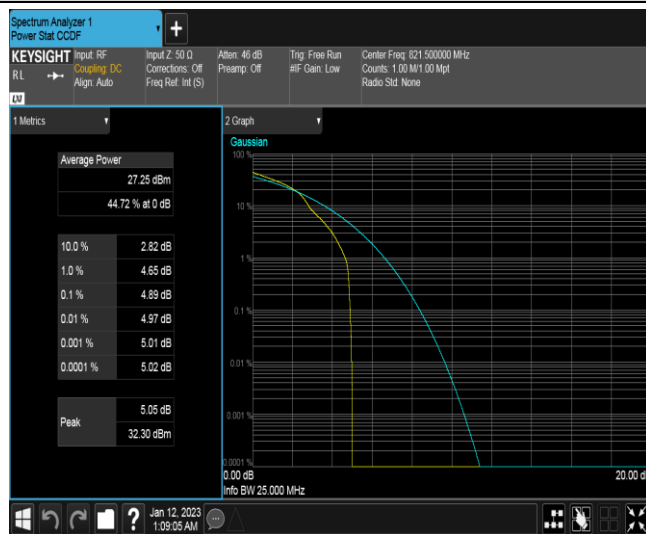 Spectrum Analyzer 1
Power Stat CCDF
+
KEYSIGHT
RL
LXI
Input: RF
Coupling: DC
Align: Auto
Input Z: 50 Ω
Corrections: Off
Freq Ref: Int (S)
Atten: 46 dB
Preamp: Off
Trig: Free Run
#IF Gain: Low
Center Freq: 821.500000 MHz
Counts: 1.00 M/1.00 Mpt
Radio Std: None
1 Metrics
Average Power
27.25 dBm
44.72 % at 0 dB
10.0 % 2.82 dB
1.0 % 4.65 dB
0.1 % 4.89 dB
0.01 % 4.97 dB
0.001 % 5.01 dB
0.0001 % 5.02 dB
Peak
5.05 dB
32.30 dBm
2 Graph
Gaussian
100 %
10 %
1 %
0.1 %
0.01 %
0.001 %
0.0001 %
0.00 dB
20.00 d
Info BW 25.000 MHz
?
Jan 12, 2023
1:09:05 AM